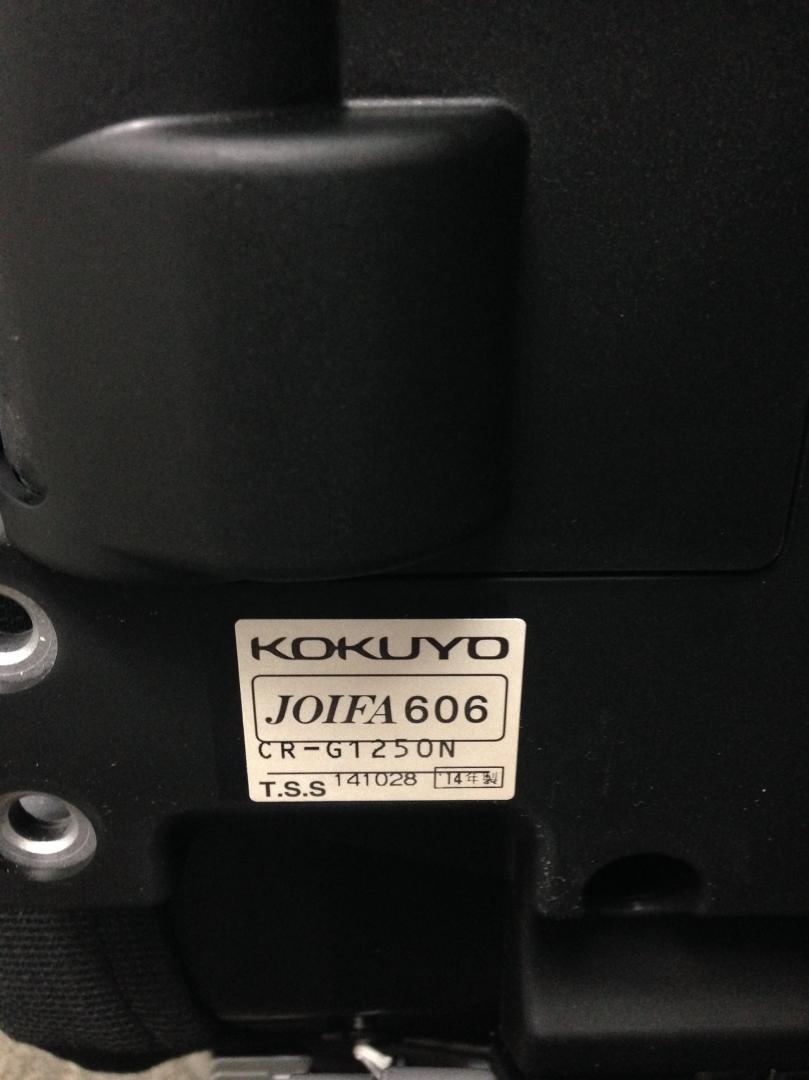 KOKUYO
JOIFA606
CR-G1250N
T.S.S 141028 '14年製